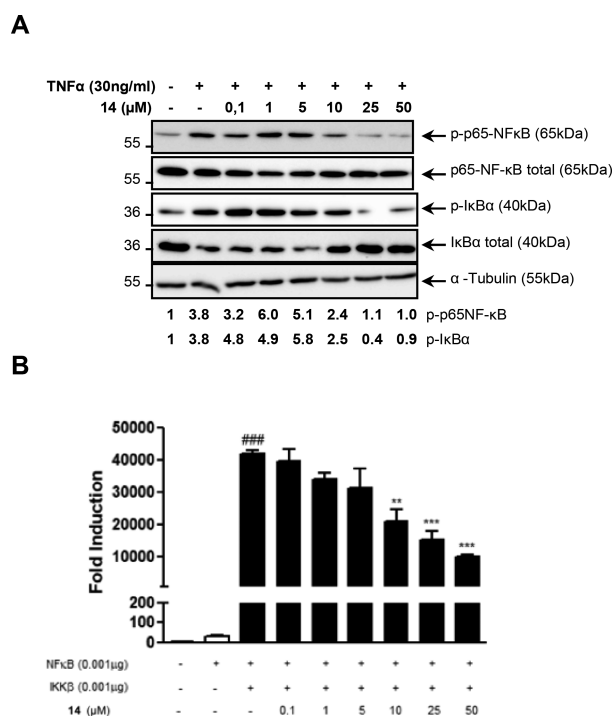 A
TNFα (30ng/ml) - + + + + + + +
14 (µM) - - 0,1 1 5 10 25 50
55 p-p65-NFκB (65kDa)
55 p65-NF-κB total (65kDa)
36 p-IκBα (40kDa)
36 IκBα total (40kDa)
55 α -Tubulin (55kDa)
1 3.8 3.2 6.0 5.1 2.4 1.1 1.0 p-p65NF-κB
1 3.8 4.8 4.9 5.8 2.5 0.4 0.9 p-IκBα
B
Fold Induction
50000
40000
30000
20000
10000
200
100
0
###
**
***
***
NFκB (0.001µg) - + + + + + + + +
IKKβ (0.001µg) - - + + + + + + +
14 (µM) - - - 0.1 1 5 10 25 50